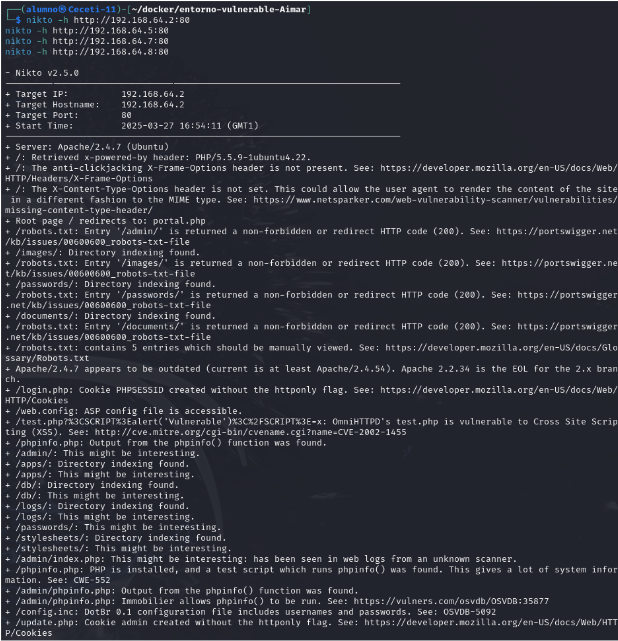 ┌──(alumno㉿Ceceti-11)-[~/docker/entorno-vulnerable-Aimar]
└─$ nikto -h http://192.168.64.2:80
nikto -h http://192.168.64.5:80
nikto -h http://192.168.64.7:80
nikto -h http://192.168.64.8:80
- Nikto v2.5.0
---------------------------------------------------------------------------
+ Target IP:          192.168.64.2
+ Target Hostname:    192.168.64.2
+ Target Port:        80
+ Start Time:         2025-03-27 16:54:11 (GMT1)
---------------------------------------------------------------------------
+ Server: Apache/2.4.7 (Ubuntu)
+ /: Retrieved x-powered-by header: PHP/5.5.9-1ubuntu4.22.
+ /: The anti-clickjacking X-Frame-Options header is not present. See: https://developer.mozilla.org/en-US/docs/Web/
HTTP/Headers/X-Frame-Options
+ /: The X-Content-Type-Options header is not set. This could allow the user agent to render the content of the site
 in a different fashion to the MIME type. See: https://www.netsparker.com/web-vulnerability-scanner/vulnerabilities/
missing-content-type-header/
+ Root page / redirects to: portal.php
+ /robots.txt: Entry '/admin/' is returned a non-forbidden or redirect HTTP code (200). See: https://portswigger.net
/kb/issues/00600600_robots-txt-file
+ /images/: Directory indexing found.
+ /robots.txt: Entry '/images/' is returned a non-forbidden or redirect HTTP code (200). See: https://portswigger.ne
t/kb/issues/00600600_robots-txt-file
+ /passwords/: Directory indexing found.
+ /robots.txt: Entry '/passwords/' is returned a non-forbidden or redirect HTTP code (200). See: https://portswigger
.net/kb/issues/00600600_robots-txt-file
+ /documents/: Directory indexing found.
+ /robots.txt: Entry '/documents/' is returned a non-forbidden or redirect HTTP code (200). See: https://portswigger
.net/kb/issues/00600600_robots-txt-file
+ /robots.txt: contains 5 entries which should be manually viewed. See: https://developer.mozilla.org/en-US/docs/Glo
ssary/Robots.txt
+ Apache/2.4.7 appears to be outdated (current is at least Apache/2.4.54). Apache 2.2.34 is the EOL for the 2.x bran
ch.
+ /login.php: Cookie PHPSESSID created without the httponly flag. See: https://developer.mozilla.org/en-US/docs/Web/
HTTP/Cookies
+ /web.config: ASP config file is accessible.
+ /test.php?%3CSCRIPT%3Ealert('Vulnerable')%3C%2FSCRIPT%3E=x: OmniHTTPD's test.php is vulnerable to Cross Site Scrip
ting (XSS). See: http://cve.mitre.org/cgi-bin/cvename.cgi?name=CVE-2002-1455
+ /phpinfo.php: Output from the phpinfo() function was found.
+ /admin/: This might be interesting.
+ /apps/: Directory indexing found.
+ /apps/: This might be interesting.
+ /db/: Directory indexing found.
+ /db/: This might be interesting.
+ /logs/: Directory indexing found.
+ /logs/: This might be interesting.
+ /passwords/: This might be interesting.
+ /stylesheets/: Directory indexing found.
+ /stylesheets/: This might be interesting.
+ /admin/index.php: This might be interesting: has been seen in web logs from an unknown scanner.
+ /phpinfo.php: PHP is installed, and a test script which runs phpinfo() was found. This gives a lot of system infor
mation. See: CWE-552
+ /admin/phpinfo.php: Output from the phpinfo() function was found.
+ /admin/phpinfo.php: Immobilier allows phpinfo() to be run. See: https://vulners.com/osvdb/OSVDB:35877
+ /config.inc: DotBr 0.1 configuration file includes usernames and passwords. See: OSVDB-5092
+ /update.php: Cookie admin created without the httponly flag. See: https://developer.mozilla.org/en-US/docs/Web/HTT
P/Cookies